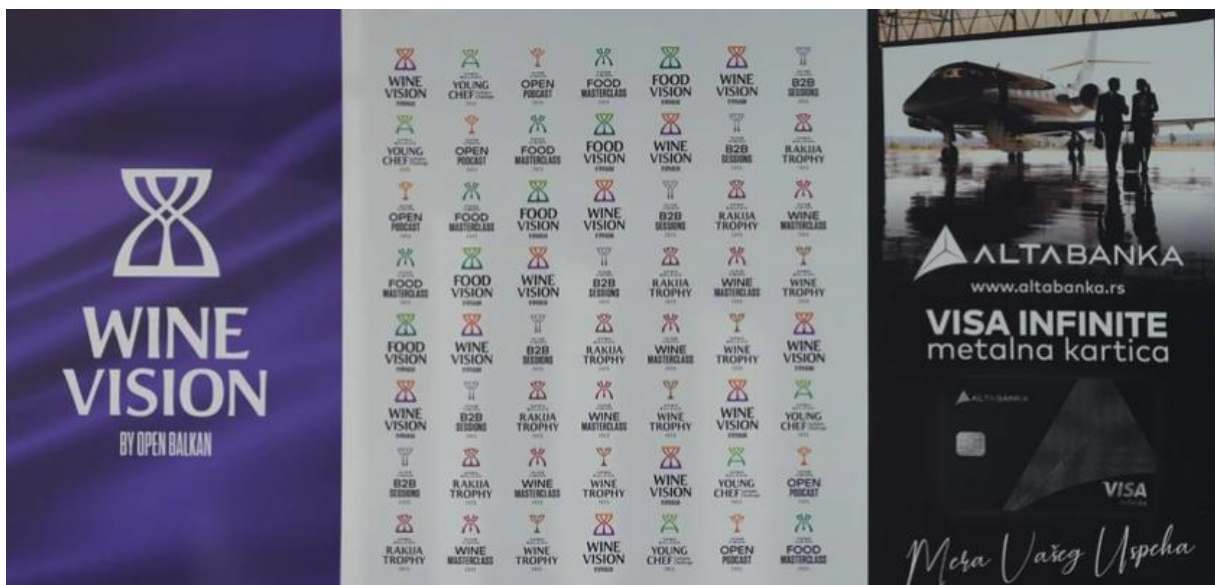 WINE
VISION
BY OPEN BALKAN
WINE YOUNG OPEN FOOD FOOD WINE B2B
VISION CHEF PODCAST MASTERCLASS VISION VISION SESSIONS
YOUNG OPEN FOOD FOOD WINE B2B RAKIJA
CHEF PODCAST MASTERCLASS VISION VISION SESSIONS TROPHY
OPEN FOOD FOOD WINE B2B RAKIJA WINE
PODCAST MASTERCLASS VISION VISION SESSIONS TROPHY MASTERCLASS
FOOD FOOD WINE B2B RAKIJA WINE WINE
MASTERCLASS VISION VISION SESSIONS TROPHY MASTERCLASS TROPHY
FOOD WINE B2B RAKIJA WINE WINE WINE
VISION VISION SESSIONS TROPHY MASTERCLASS TROPHY VISION
WINE B2B RAKIJA WINE WINE WINE YOUNG
VISION SESSIONS TROPHY MASTERCLASS TROPHY VISION CHEF
B2B RAKIJA WINE WINE WINE YOUNG OPEN
SESSIONS TROPHY MASTERCLASS TROPHY VISION CHEF PODCAST
RAKIJA WINE WINE WINE YOUNG OPEN FOOD
TROPHY MASTERCLASS TROPHY VISION CHEF PODCAST MASTERCLASS
ALTABANKA
www.altabanka.rs
VISA INFINITE
metalna kartica
ALTABANKA
VISA
Mera Vašeg Uspeha